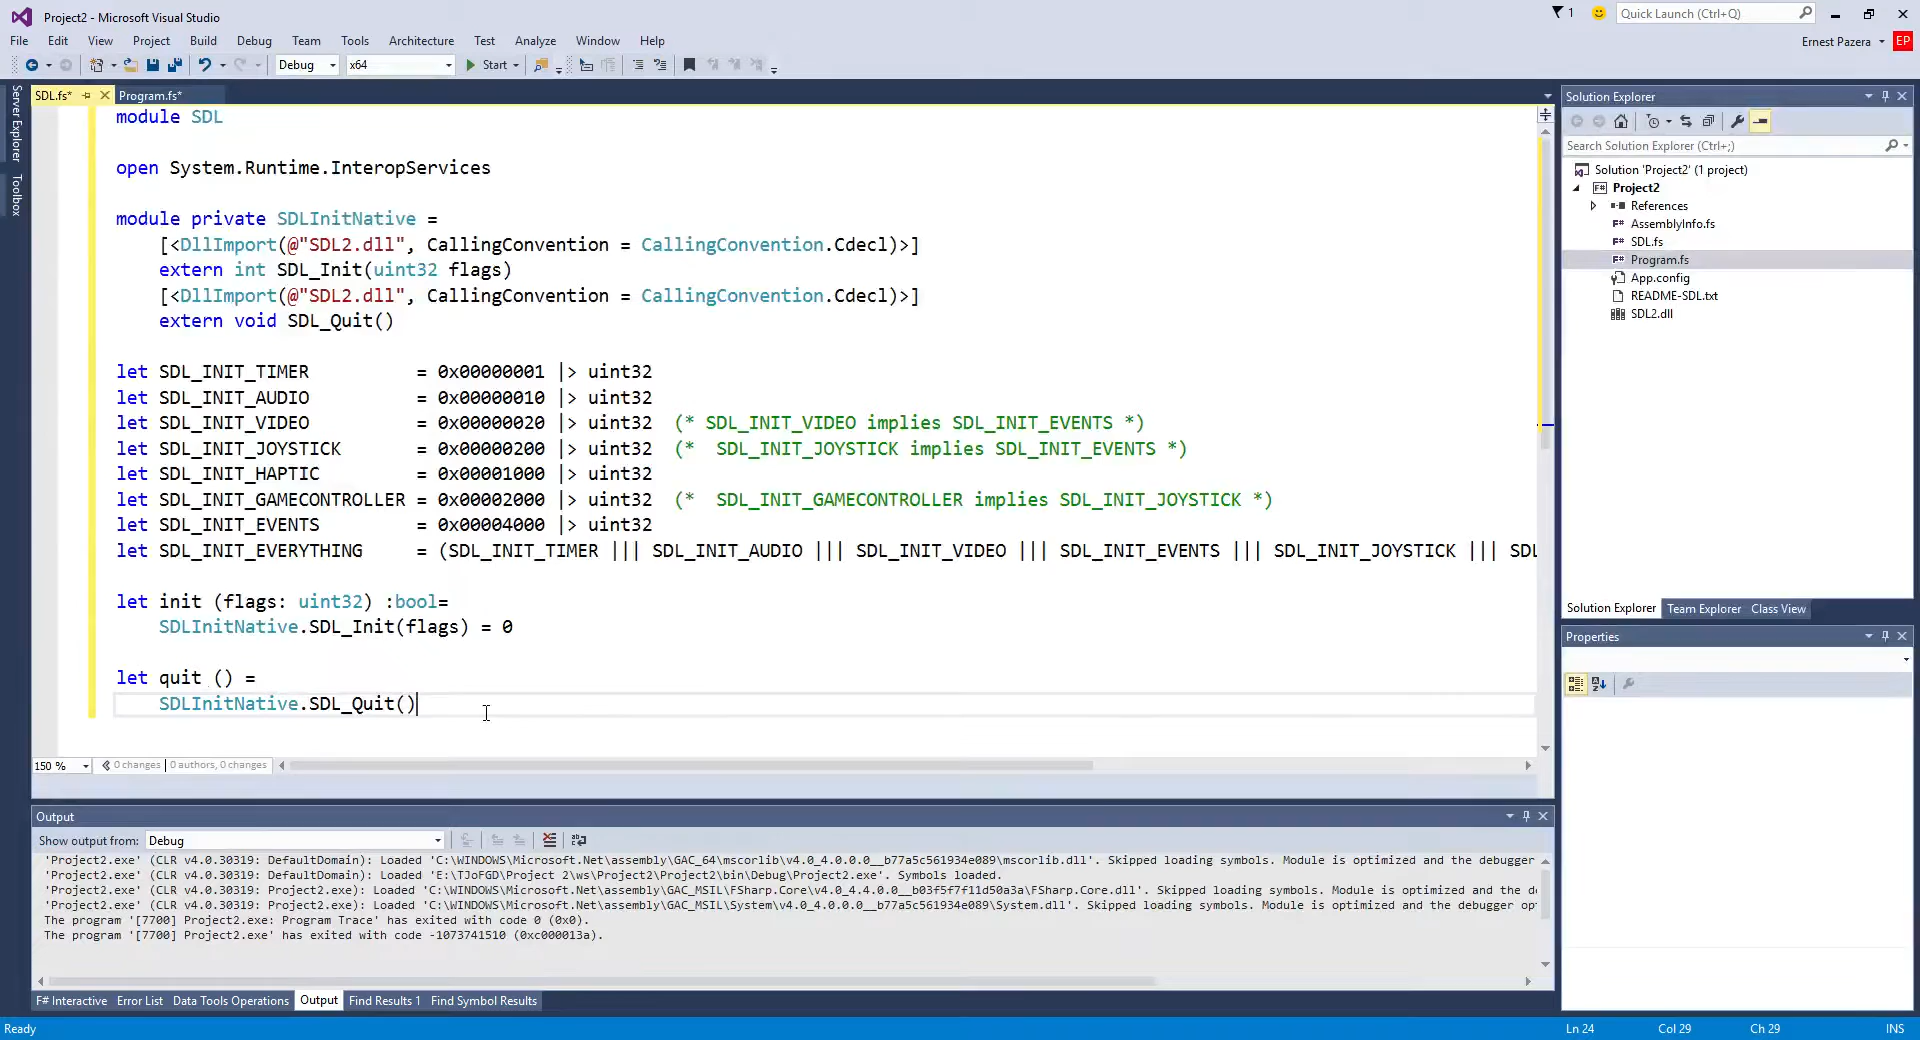 Project2 - Microsoft Visual Studio
1
Quick Launch (Ctrl+Q)
File Edit View Project Build Debug Team Tools Architecture Test Analyze Window Help
Ernest Pazera EP
Debug x64 Start
Server Explorer
Toolbox
SDL.fs* Program.fs*
module SDL
open System.Runtime.InteropServices
module private SDLInitNative =
[<DllImport(@"SDL2.dll", CallingConvention = CallingConvention.Cdecl)>]
extern int SDL_Init(uint32 flags)
[<DllImport(@"SDL2.dll", CallingConvention = CallingConvention.Cdecl)>]
extern void SDL_Quit()
let SDL_INIT_TIMER = 0x00000001 |> uint32
let SDL_INIT_AUDIO = 0x00000010 |> uint32
let SDL_INIT_VIDEO = 0x00000020 |> uint32 (* SDL_INIT_VIDEO implies SDL_INIT_EVENTS *)
let SDL_INIT_JOYSTICK = 0x00000200 |> uint32 (* SDL_INIT_JOYSTICK implies SDL_INIT_EVENTS *)
let SDL_INIT_HAPTIC = 0x00001000 |> uint32
let SDL_INIT_GAMECONTROLLER = 0x00002000 |> uint32 (* SDL_INIT_GAMECONTROLLER implies SDL_INIT_JOYSTICK *)
let SDL_INIT_EVENTS = 0x00004000 |> uint32
let SDL_INIT_EVERYTHING = (SDL_INIT_TIMER ||| SDL_INIT_AUDIO ||| SDL_INIT_VIDEO ||| SDL_INIT_EVENTS ||| SDL_INIT_JOYSTICK ||| SDL
let init (flags: uint32) :bool=
SDLInitNative.SDL_Init(flags) = 0
let quit () =
SDLInitNative.SDL_Quit()
150 % 0 changes | 0 authors, 0 changes
Output
Show output from: Debug
'Project2.exe' (CLR v4.0.30319: DefaultDomain): Loaded 'C:\WINDOWS\Microsoft.Net\assembly\GAC_64\mscorlib\v4.0_4.0.0.0__b77a5c561934e089\mscorlib.dll'. Skipped loading symbols. Module is optimized and the debugger
'Project2.exe' (CLR v4.0.30319: DefaultDomain): Loaded 'E:\TJoFGD\Project 2\ws\Project2\Project2\bin\Debug\Project2.exe'. Symbols loaded.
'Project2.exe' (CLR v4.0.30319: Project2.exe): Loaded 'C:\WINDOWS\Microsoft.Net\assembly\GAC_MSIL\FSharp.Core\v4.0_4.4.0.0__b03f5f7f11d50a3a\FSharp.Core.dll'. Skipped loading symbols. Module is optimized and the d
'Project2.exe' (CLR v4.0.30319: Project2.exe): Loaded 'C:\WINDOWS\Microsoft.Net\assembly\GAC_MSIL\System\v4.0_4.0.0.0__b77a5c561934e089\System.dll'. Skipped loading symbols. Module is optimized and the debugger op
The program '[7700] Project2.exe: Program Trace' has exited with code 0 (0x0).
The program '[7700] Project2.exe' has exited with code -1073741510 (0xc000013a).
F# Interactive Error List Data Tools Operations Output Find Results 1 Find Symbol Results
Solution Explorer
Search Solution Explorer (Ctrl+;)
Solution 'Project2' (1 project)
Project2
References
AssemblyInfo.fs
SDL.fs
Program.fs
App.config
README-SDL.txt
SDL2.dll
Solution Explorer Team Explorer Class View
Properties
Ready Ln 24 Col 29 Ch 29 INS